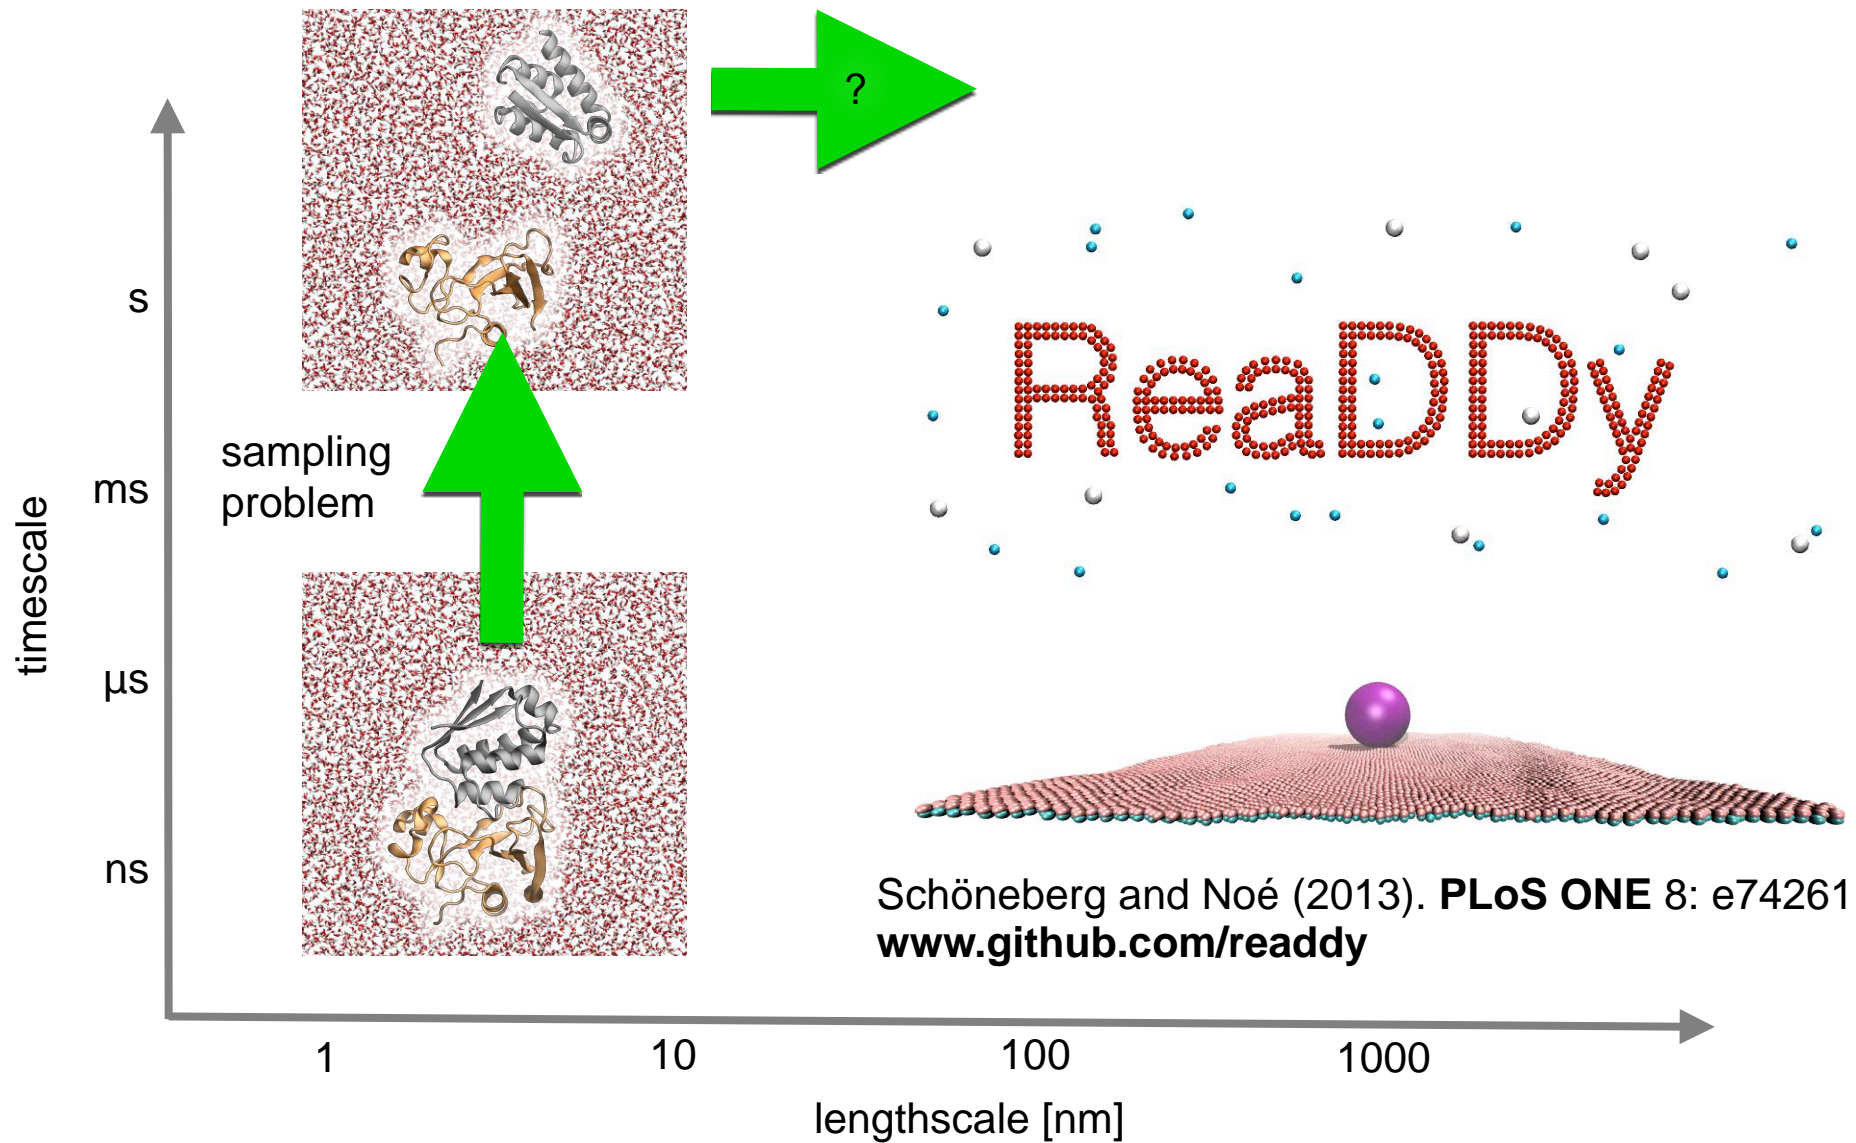 ?
s
ReaDDy
sampling
problem
ms
timescale
µs
ns
Schöneberg and Noé (2013). PLoS ONE 8: e74261
www.github.com/readdy
1
10
100
1000
lengthscale [nm]